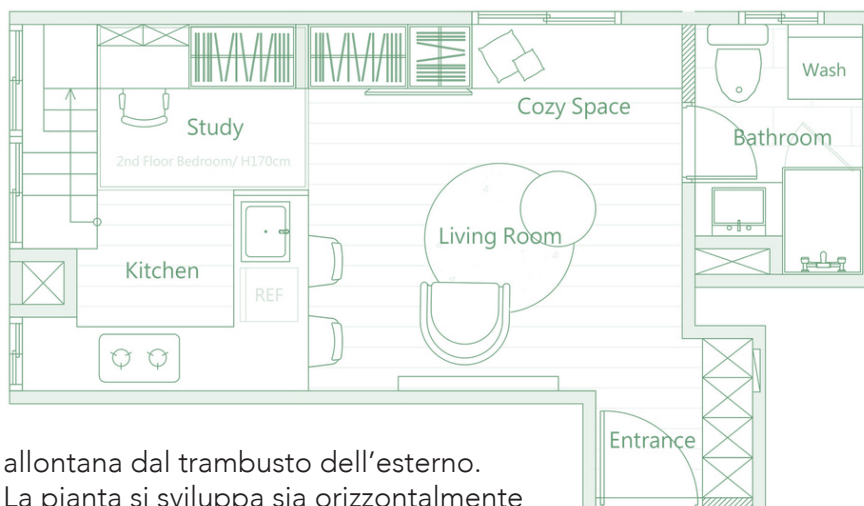 Wash
Cozy Space
Study
Bathroom
2nd Floor Bedroom/ H170cm
Living Room
Kitchen
REF
Entrance
allontana dal trambusto dell’esterno.
La pianta si sviluppa sia orizzontalmente